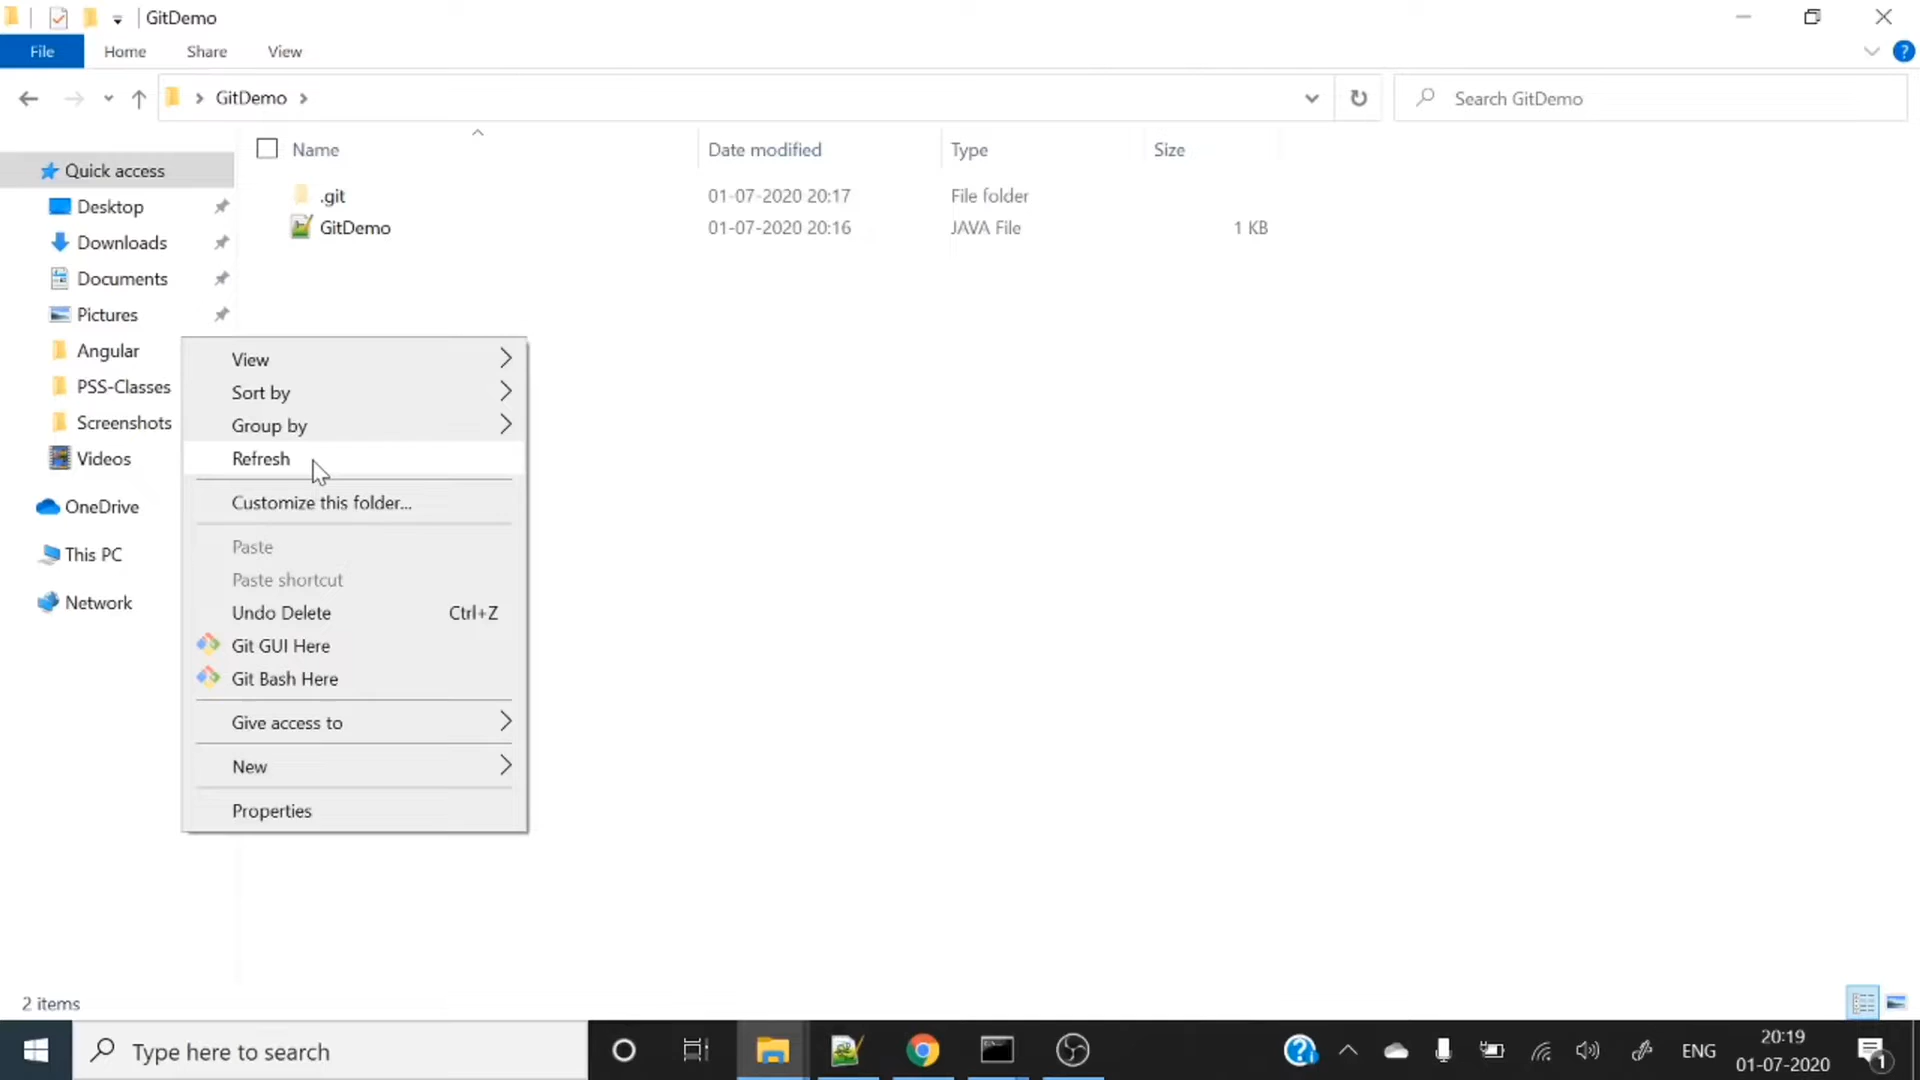 GitDemo
File Home Share View
GitDemo
Search GitDemo
Name Date modified Type Size
.git 01-07-2020 20:17 File folder
GitDemo 01-07-2020 20:16 JAVA File 1 KB
Quick access
Desktop
Downloads
Documents
Pictures
Angular
PSS-Classes
Screenshots
Videos
OneDrive
This PC
Network
View
Sort by
Group by
Refresh
Customize this folder...
Paste
Paste shortcut
Undo Delete Ctrl+Z
Git GUI Here
Git Bash Here
Give access to
New
Properties
2 items
Type here to search
ENG
20:19
01-07-2020
1